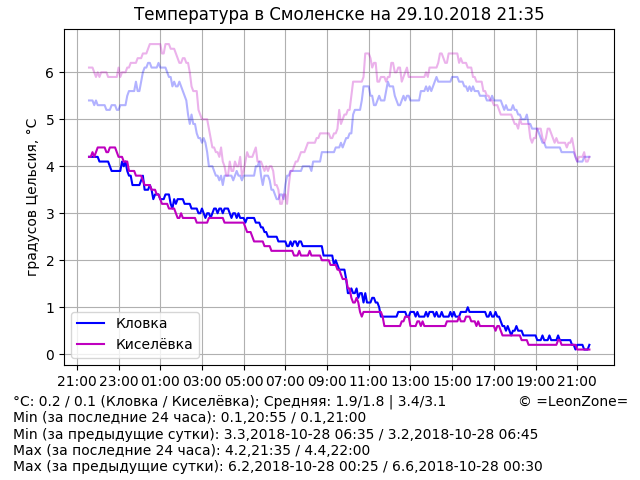 Температура в Смоленске на 29.10.2018 21:35
градусов Цельсия, °C
6
5
4
3
2
1
0
Кловка
Киселёвка
21:00 23:00 01:00 03:00 05:00 07:00 09:00 11:00 13:00 15:00 17:00 19:00 21:00
°C: 0.2 / 0.1 (Кловка / Киселёвка); Средняя: 1.9/1.8 | 3.4/3.1 © =LeonZone=
Min (за последние 24 часа): 0.1,20:55 / 0.1,21:00
Min (за предыдущие сутки): 3.3,2018-10-28 06:35 / 3.2,2018-10-28 06:45
Max (за последние 24 часа): 4.2,21:35 / 4.4,22:00
Max (за предыдущие сутки): 6.2,2018-10-28 00:25 / 6.6,2018-10-28 00:30